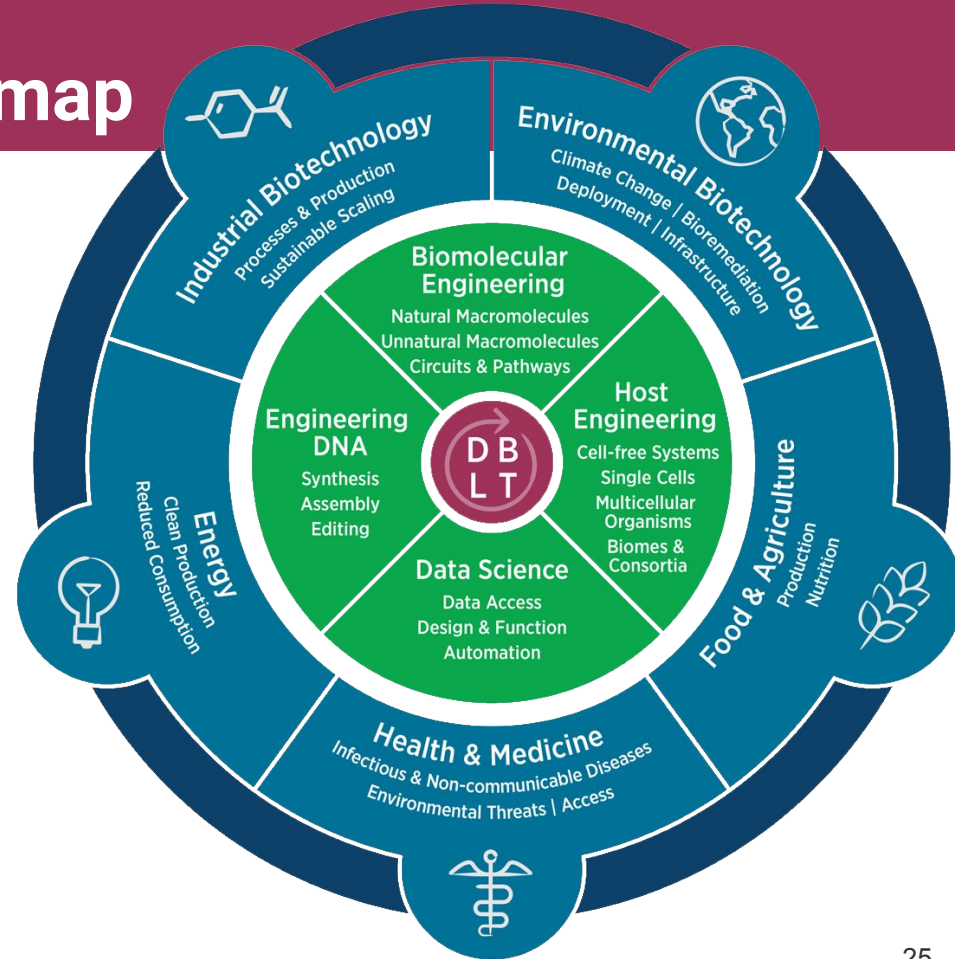 map
Industrial Biotechnology
Processes & Production
Sustainable Scaling
Environmental Biotechnology
Climate Change | Bioremediation
Deployment | Infrastructure
Biomolecular
Engineering
Natural Macromolecules
Unnatural Macromolecules
Circuits & Pathways
Engineering
DNA
Synthesis
Assembly
Editing
D B
L T
Host
Engineering
Cell-free Systems
Single Cells
Multicellular
Organisms
Biomes &
Consortia
Data Science
Data Access
Design & Function
Automation
Energy
Clean Production
Reduced Consumption
Food & Agriculture
Production
Nutrition
Health & Medicine
Infectious & Non-communicable Diseases
Environmental Threats | Access
25